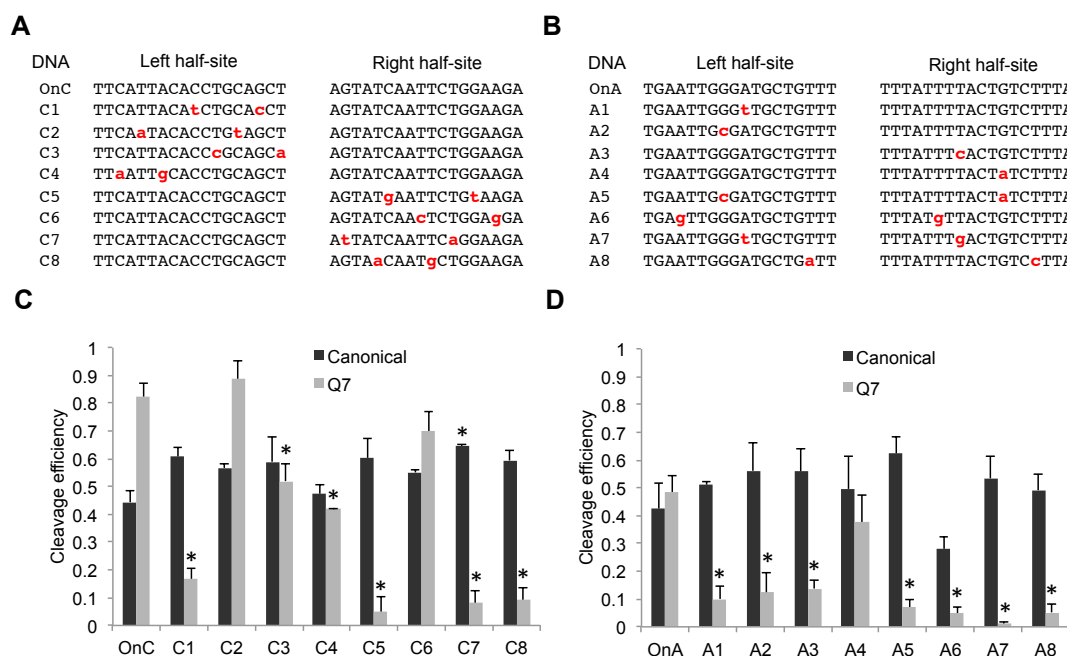 A
DNA Left half-site Right half-site
OnC TTCATTACACCTGCAGCT AGTATCAATTCTGGAAGA
C1 TTCATTACAtCTGCAcCT AGTATCAATTCTGGAAGA
C2 TTCAaTACACCTGtAGCT AGTATCAATTCTGGAAGA
C3 TTCATTACACCcGCAGCa AGTATCAATTCTGGAAGA
C4 TTaATTgCACCTGCAGCT AGTATCAATTCTGGAAGA
C5 TTCATTACACCTGCAGCT AGTATgAATTCTGtAAGA
C6 TTCATTACACCTGCAGCT AGTATCAAcTCTGGAgGA
C7 TTCATTACACCTGCAGCT AtTATCAATTCaGGAAGA
C8 TTCATTACACCTGCAGCT AGTAaCAATgCTGGAAGA
B
DNA Left half-site Right half-site
OnA TGAATTGGGATGCTGTTT TTTATTTTACTGTCTTTA
A1 TGAATTGGGtTGCTGTTT TTTATTTTACTGTCTTTA
A2 TGAATTGcGATGCTGTTT TTTATTTTACTGTCTTTA
A3 TGAATTGGGATGCTGTTT TTTATTTcACTGTCTTTA
A4 TGAATTGGGATGCTGTTT TTTATTTTACTaTCTTTA
A5 TGAATTGcGATGCTGTTT TTTATTTTACTaTCTTTA
A6 TGAgTTGGGATGCTGTTT TTTATgTTACTGTCTTTA
A7 TGAATTGGGtTGCTGTTT TTTATTTgACTGTCTTTA
A8 TGAATTGGGATGCTGaTT TTTATTTTACTGTCcTTA
C
Cleavage efficiency
1
0.9
0.8
0.7
0.6
0.5
0.4
0.3
0.2
0.1
0
Canonical
Q7
* * * * * *
OnC C1 C2 C3 C4 C5 C6 C7 C8
D
Cleavage efficiency
1
0.9
0.8
0.7
0.6
0.5
0.4
0.3
0.2
0.1
0
Canonical
Q7
* * * * * * *
OnA A1 A2 A3 A4 A5 A6 A7 A8